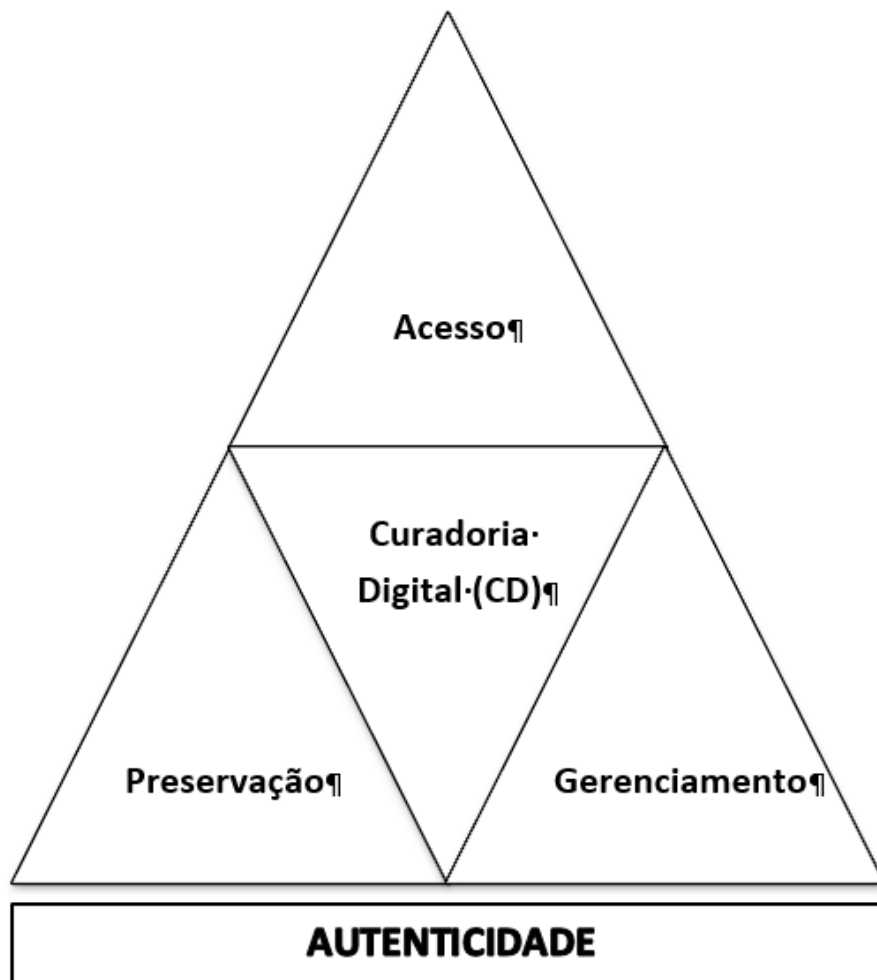 Acesso¶
Curadoria·
Digital·(CD)¶
Preservação¶
Gerenciamento¶
AUTENTICIDADE